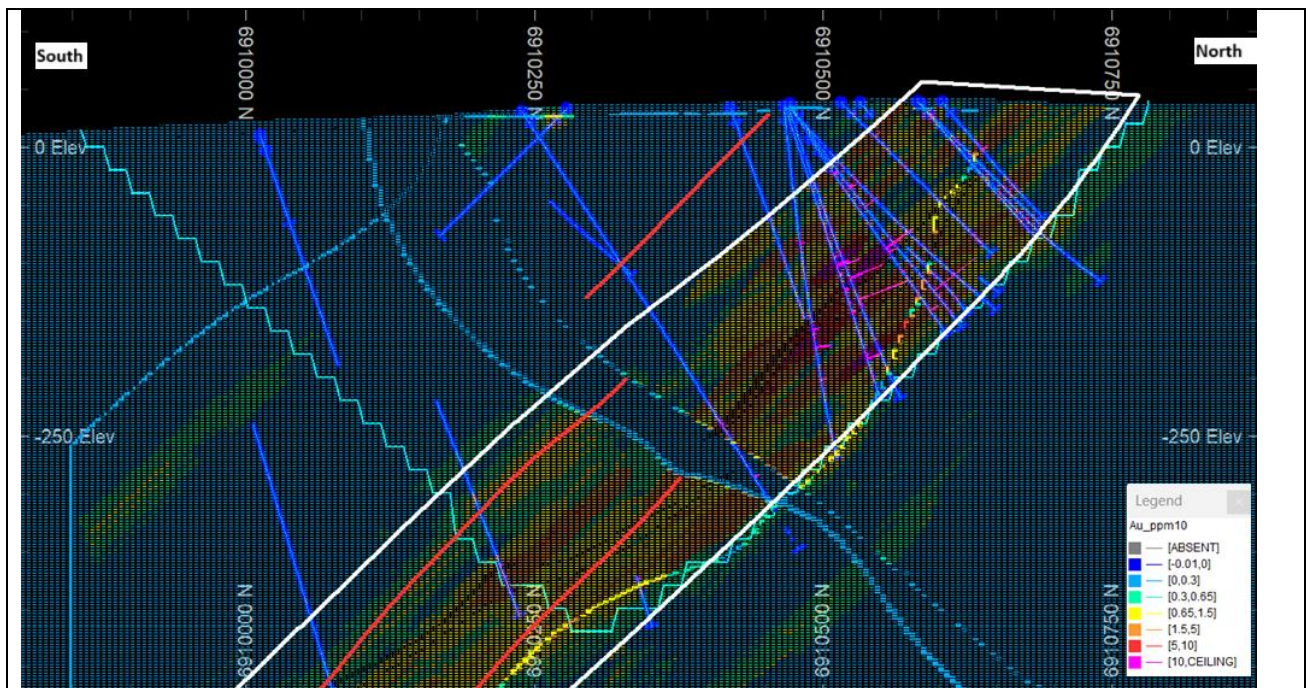 South
North
6910000 N
6910250 N
6910500 N
6910750 N
0 Elev
0 Elev
-250 Elev
-250 Elev
6910000 N
6910250 N
6910500 N
6910750 N
Legend
Au_ppm10
[ABSENT]
[-0.01,0]
[0,0.3]
[0.3,0.65]
[0.65,1.5]
[1.5,5]
[5,10]
[10,CEILING]